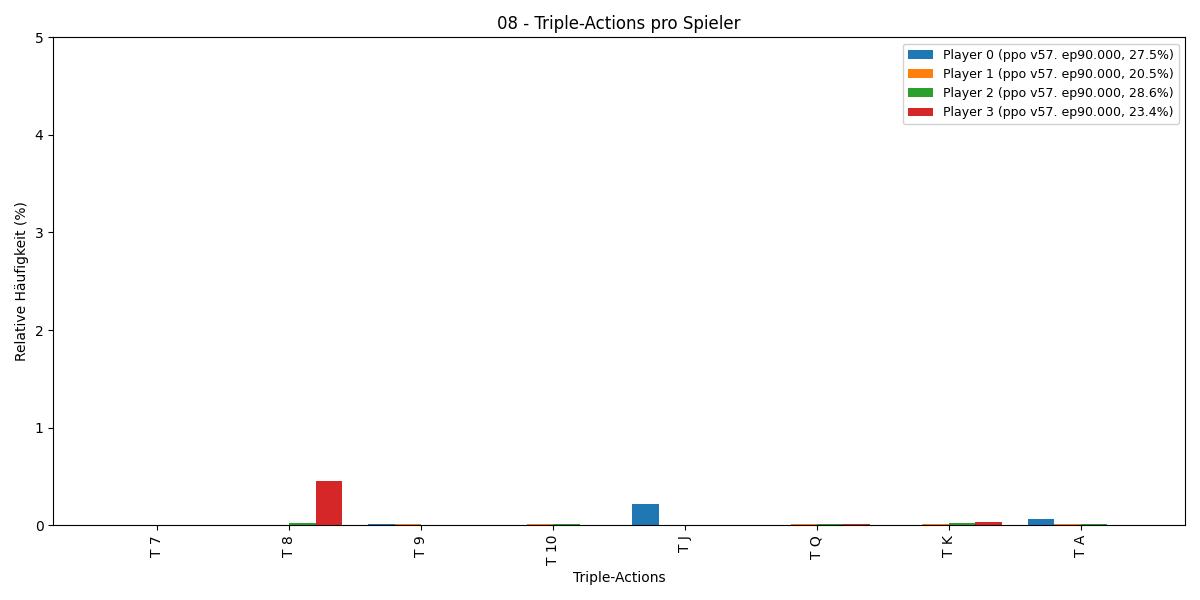 08 - Triple-Actions pro Spieler
Player 0 (ppo v57. ep90.000, 27.5%)
Player 1 (ppo v57. ep90.000, 20.5%)
Player 2 (ppo v57. ep90.000, 28.6%)
Player 3 (ppo v57. ep90.000, 23.4%)
Relative Häufigkeit (%)
5
4
3
2
1
0
T 7
T 8
T 9
T 10
T J
T Q
T K
T A
Triple-Actions